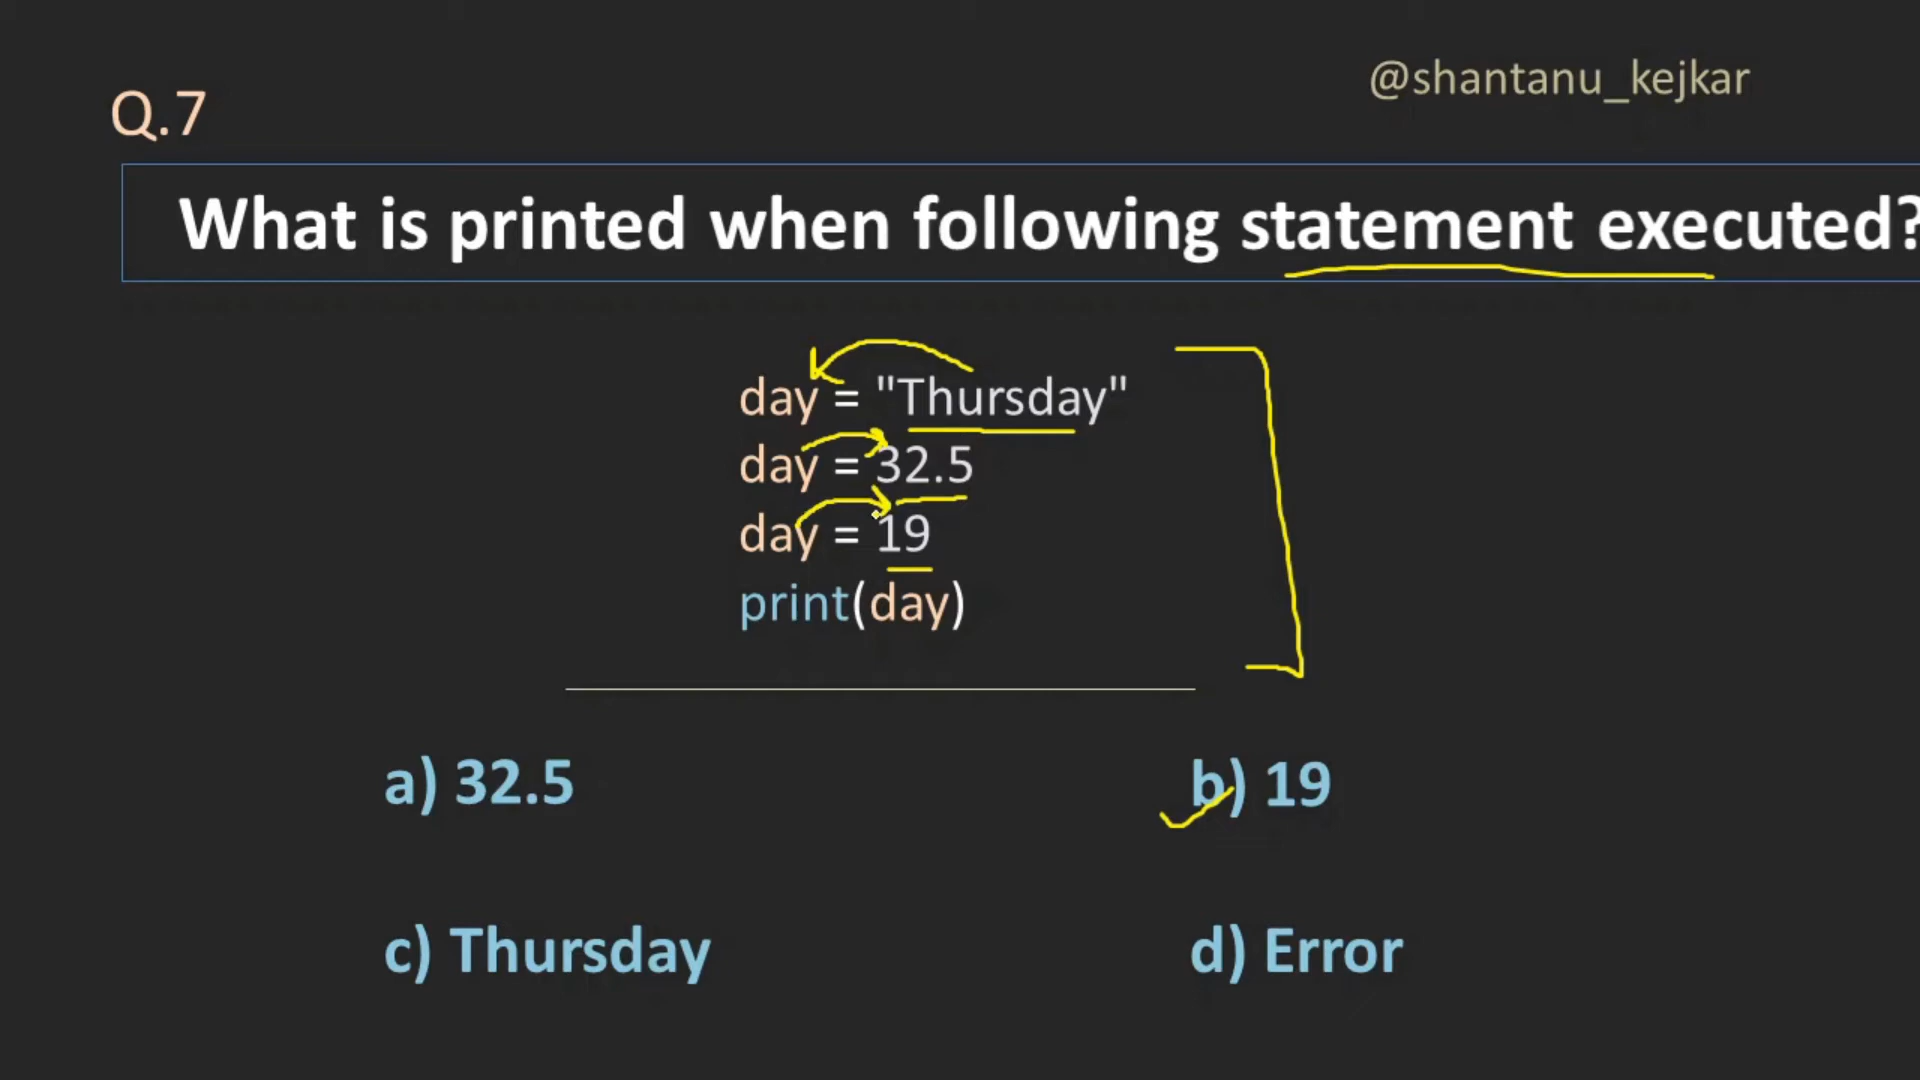 @shantanu_kejkar
Q.7
What is printed when following statement executed?
day = "Thursday"
day = 32.5
day = 19
print(day)
a) 32.5
b) 19
c) Thursday
d) Error